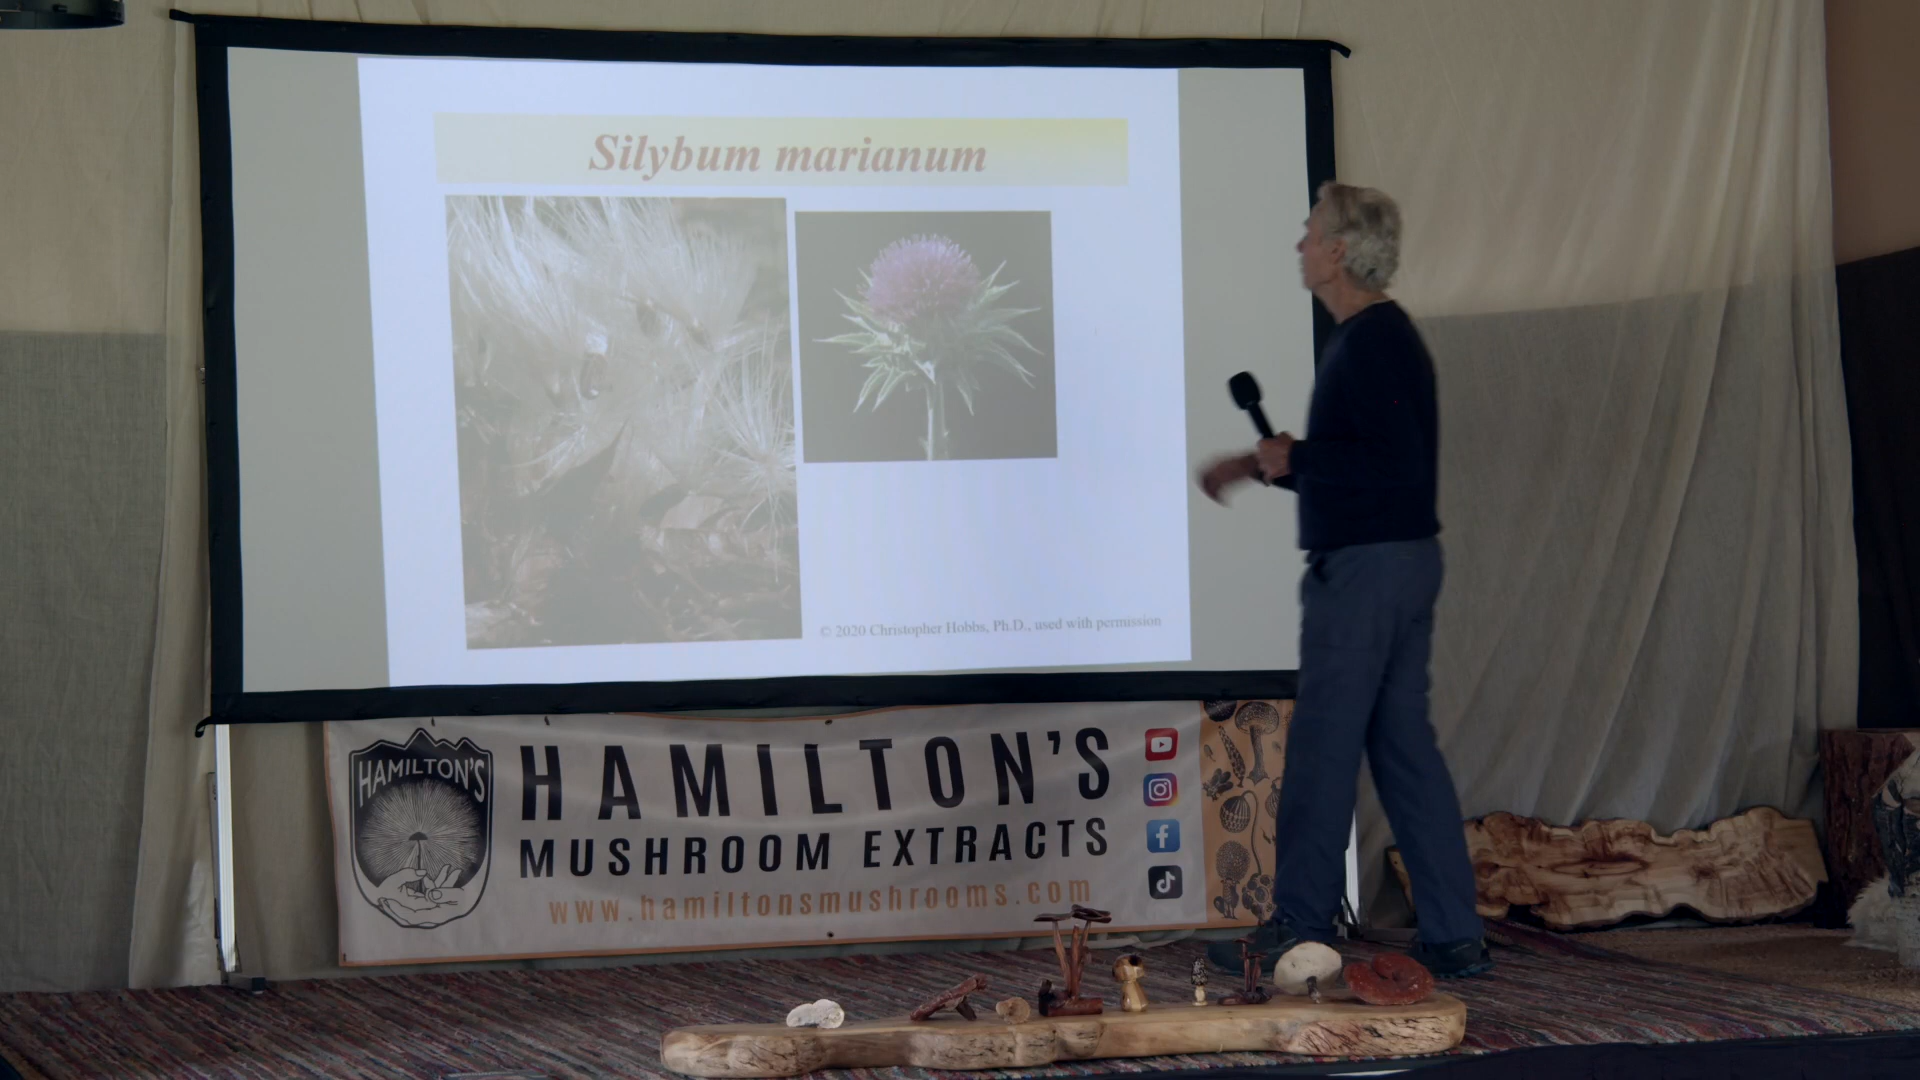 Silybum marianum
© 2020 Christopher Hobbs, Ph.D., used with permission
HAMILTON'S
HAMILTON'S
MUSHROOM EXTRACTS
www.hamiltonsmushrooms.com